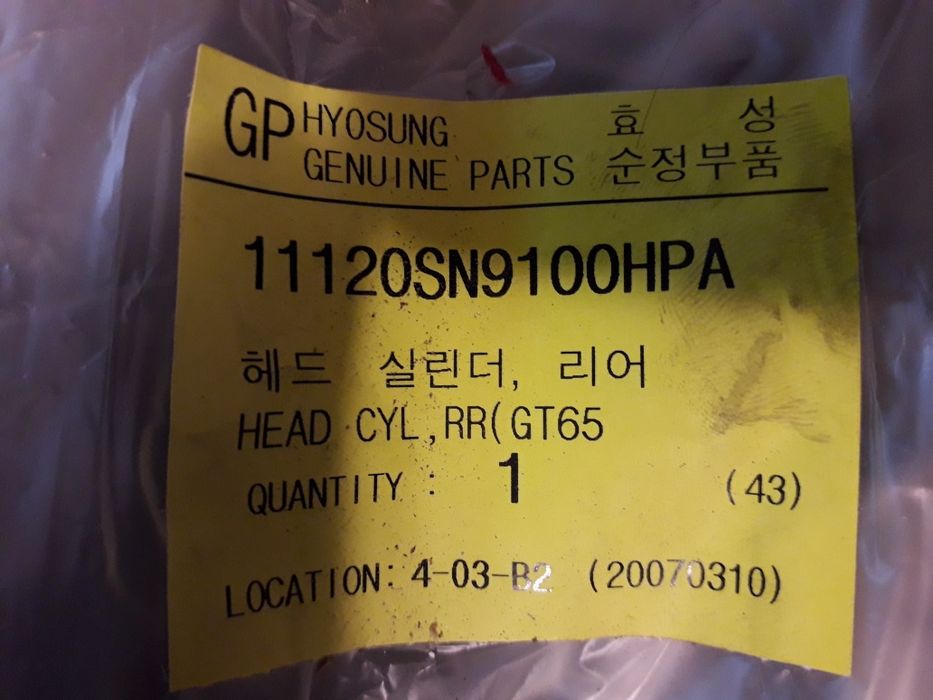 GP HYOSUNG 효 성
GENUINE PARTS 순정부품
11120SN9100HPA
헤드 실린더, 리어
HEAD CYL,RR(GT65
QUANTITY : 1 (43)
LOCATION: 4-03-B2 (20070310)